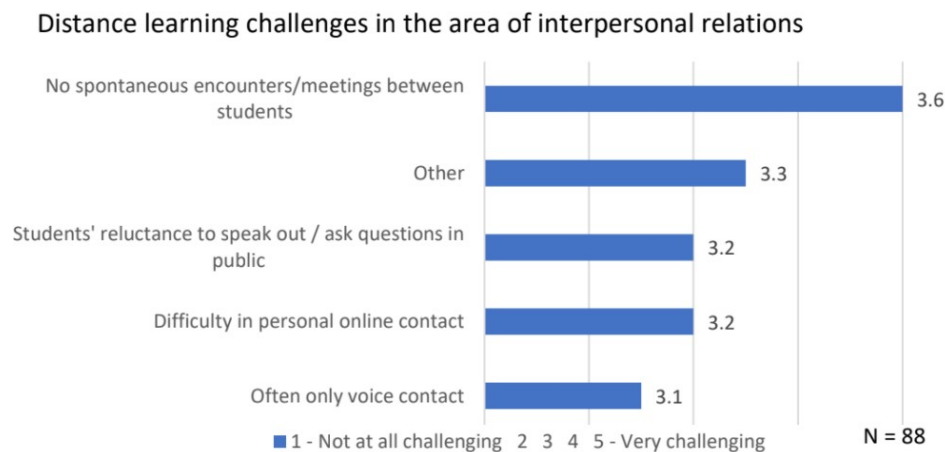 Distance learning challenges in the area of interpersonal relations
No spontaneous encounters/meetings between
students
3.6
Other
3.3
Students' reluctance to speak out / ask questions in
public
3.2
Difficulty in personal online contact
3.2
Often only voice contact
3.1
1 - Not at all challenging 2 3 4 5 - Very challenging
N = 88